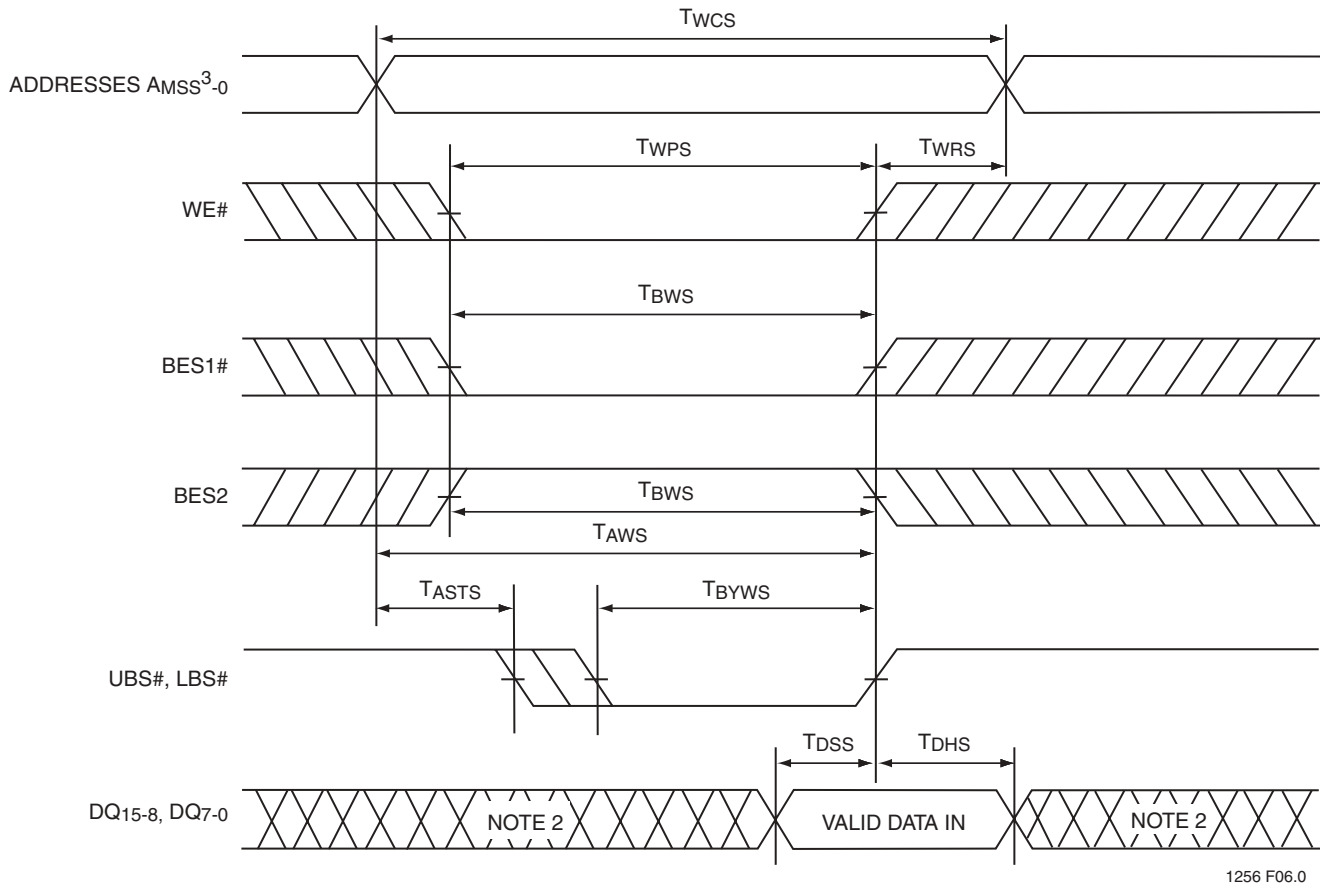 TWCS
ADDRESSES AMSS3-0
TWPS
TWRS
WE#
TBWS
BES1#
BES2
TBWS
TAWS
TASTS
TBYWS
UBS#, LBS#
TDSS
TDHS
DQ15-8, DQ7-0
NOTE 2
VALID DATA IN
NOTE 2
1256 F06.0